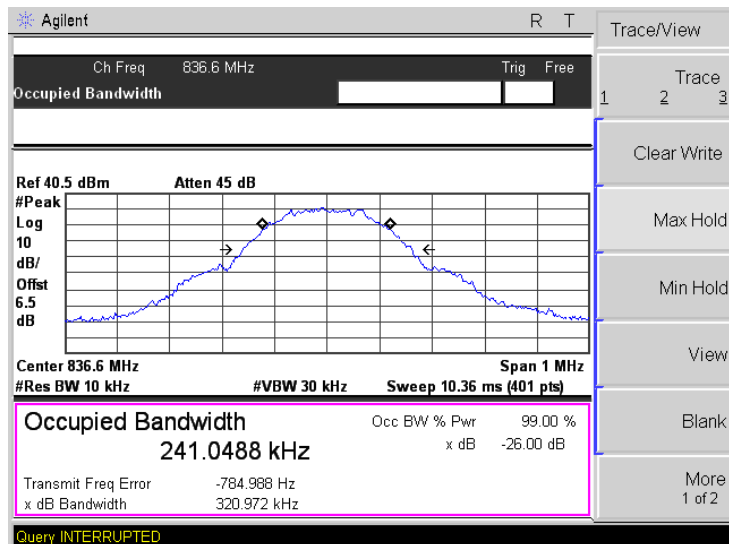 Agilent R T
Trace/View
Ch Freq 836.6 MHz Trig Free
Occupied Bandwidth
Trace
1 2 3
Clear Write
Max Hold
Min Hold
View
Blank
More
1 of 2
Ref 40.5 dBm Atten 45 dB
#Peak
Log
10
dB/
Offst
6.5
dB
Center 836.6 MHz Span 1 MHz
#Res BW 10 kHz #VBW 30 kHz Sweep 10.36 ms (401 pts)
Occupied Bandwidth Occ BW % Pwr 99.00 %
241.0488 kHz x dB -26.00 dB
Transmit Freq Error -784.988 Hz
x dB Bandwidth 320.972 kHz
Query INTERRUPTED